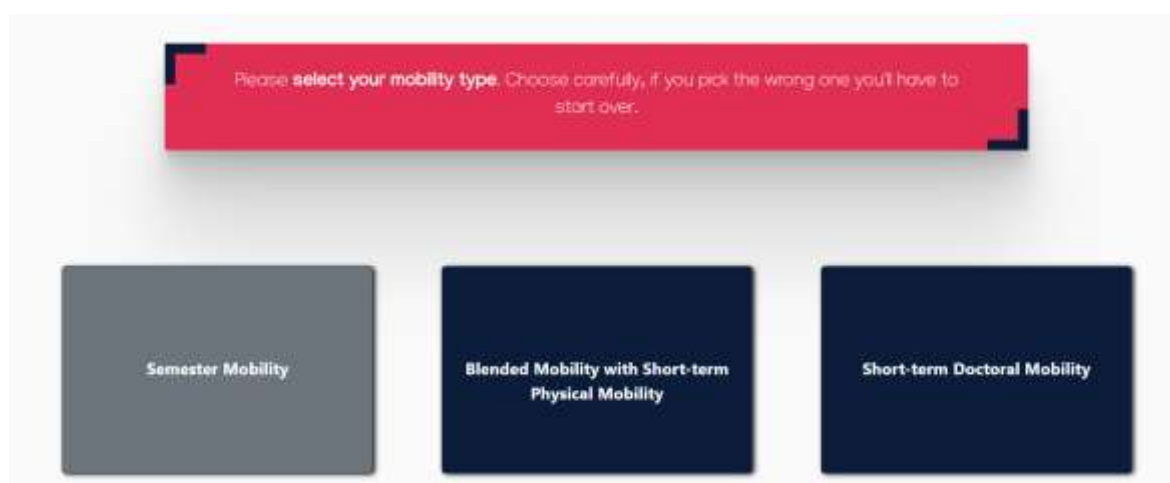 Please select your mobility type. Choose carefully, if you pick the wrong one you'll have to
start over.
Semester Mobility
Blended Mobility with Short-term
Physical Mobility
Short-term Doctoral Mobility